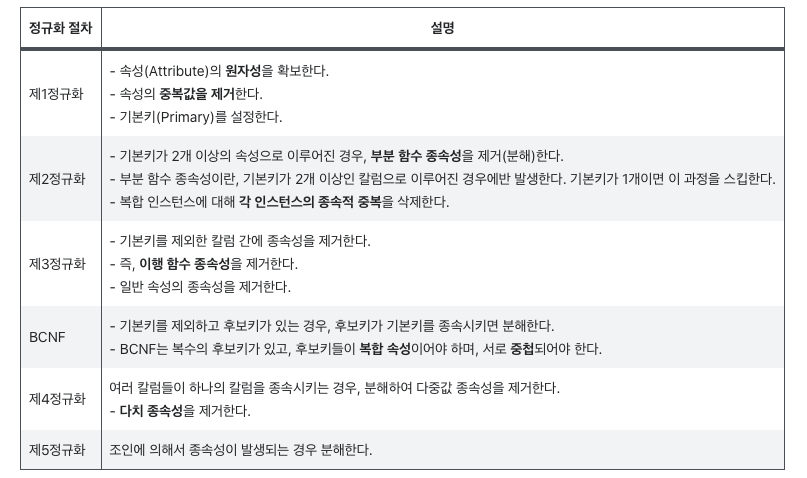 정규화 절차
설명
제1정규화
- 속성(Attribute)의 원자성을 확보한다.
- 속성의 중복값을 제거한다.
- 기본키(Primary)를 설정한다.
제2정규화
- 기본키가 2개 이상의 속성으로 이루어진 경우, 부분 함수 종속성을 제거(분해)한다.
- 부분 함수 종속성이란, 기본키가 2개 이상인 칼럼으로 이루어진 경우에반 발생한다. 기본키가 1개이면 이 과정을 스킵한다.
- 복합 인스턴스에 대해 각 인스턴스의 종속적 중복을 삭제한다.
제3정규화
- 기본키를 제외한 칼럼 간에 종속성을 제거한다.
- 즉, 이행 함수 종속성을 제거한다.
- 일반 속성의 종속성을 제거한다.
BCNF
- 기본키를 제외하고 후보키가 있는 경우, 후보키가 기본키를 종속시키면 분해한다.
- BCNF는 복수의 후보키가 있고, 후보키들이 복합 속성이어야 하며, 서로 중첩되어야 한다.
제4정규화
여러 칼럼들이 하나의 칼럼을 종속시키는 경우, 분해하여 다중값 종속성을 제거한다.
- 다치 종속성을 제거한다.
제5정규화
조인에 의해서 종속성이 발생되는 경우 분해한다.